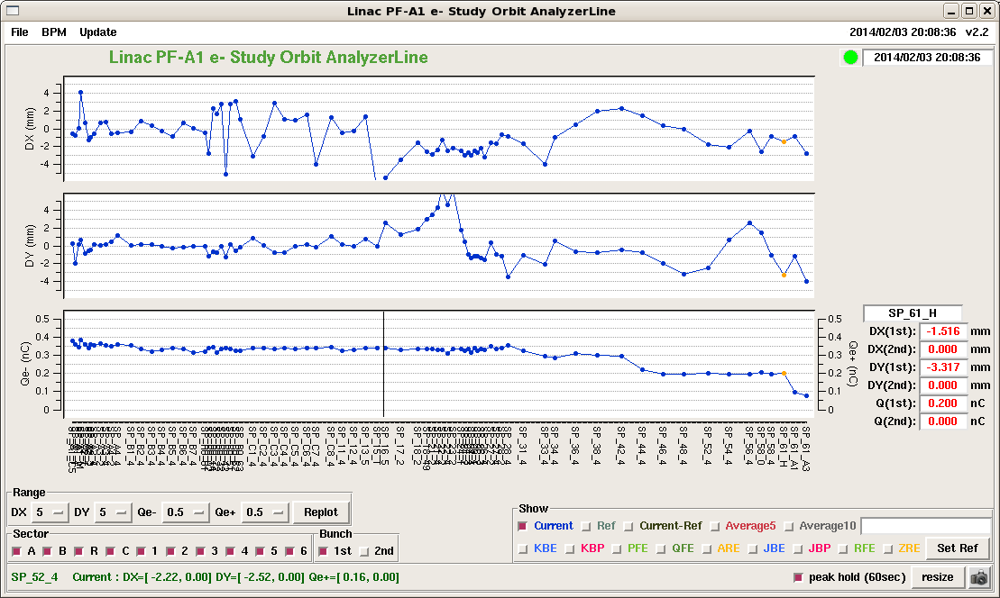 Linac PF-A1 e- Study Orbit AnalyzerLine
File BPM Update 2014/02/03 20:08:36 v2.2
Linac PF-A1 e- Study Orbit AnalyzerLine 2014/02/03 20:08:36
DX (mm)
4
2
0
-2
-4
DY (mm)
4
2
0
-2
-4
Qe- (nC)
0.5
0.4
0.3
0.2
0.1
0
0.5
0.4
0.3
0.2
0.1
0
Qe+ (nC)
SP_61_H
DX(1st): -1.516 mm
DX(2nd): 0.000 mm
DY(1st): -3.317 mm
DY(2nd): 0.000 mm
Q(1st): 0.200 nC
Q(2nd): 0.000 nC
SP_A4_4
SP_B1_4
SP_B2_4
SP_B3_4
SP_B4_4
SP_B5_4
SP_B6_4
SP_B7_4
SP_C1_4
SP_C2_4
SP_C3_4
SP_C4_4
SP_C5_4
SP_C6_4
SP_C7_4
SP_C8_4
SP_11_4
SP_12_4
SP_13_5
SP_15_T
SP_16_5
SP_17_2
SP_18_2
SP_28_4
SP_31_4
SP_33_4
SP_34_4
SP_36_4
SP_38_4
SP_42_4
SP_44_4
SP_46_4
SP_48_4
SP_52_4
SP_54_4
SP_56_4
SP_58_0
SP_61_H
SP_61_A1
SP_61_A3
Range
DX 5 DY 5 Qe- 0.5 Qe+ 0.5 Replot
Sector
A B R C 1 2 3 4 5 6
Bunch
1st 2nd
Show
Current Ref Current-Ref Average5 Average10
KBE KBP PFE QFE ARE JBE JBP RFE ZRE Set Ref
SP_52_4 Current : DX=[ -2.22, 0.00] DY=[ -2.52, 0.00] Qe+=[ 0.16, 0.00]
peak hold (60sec) resize